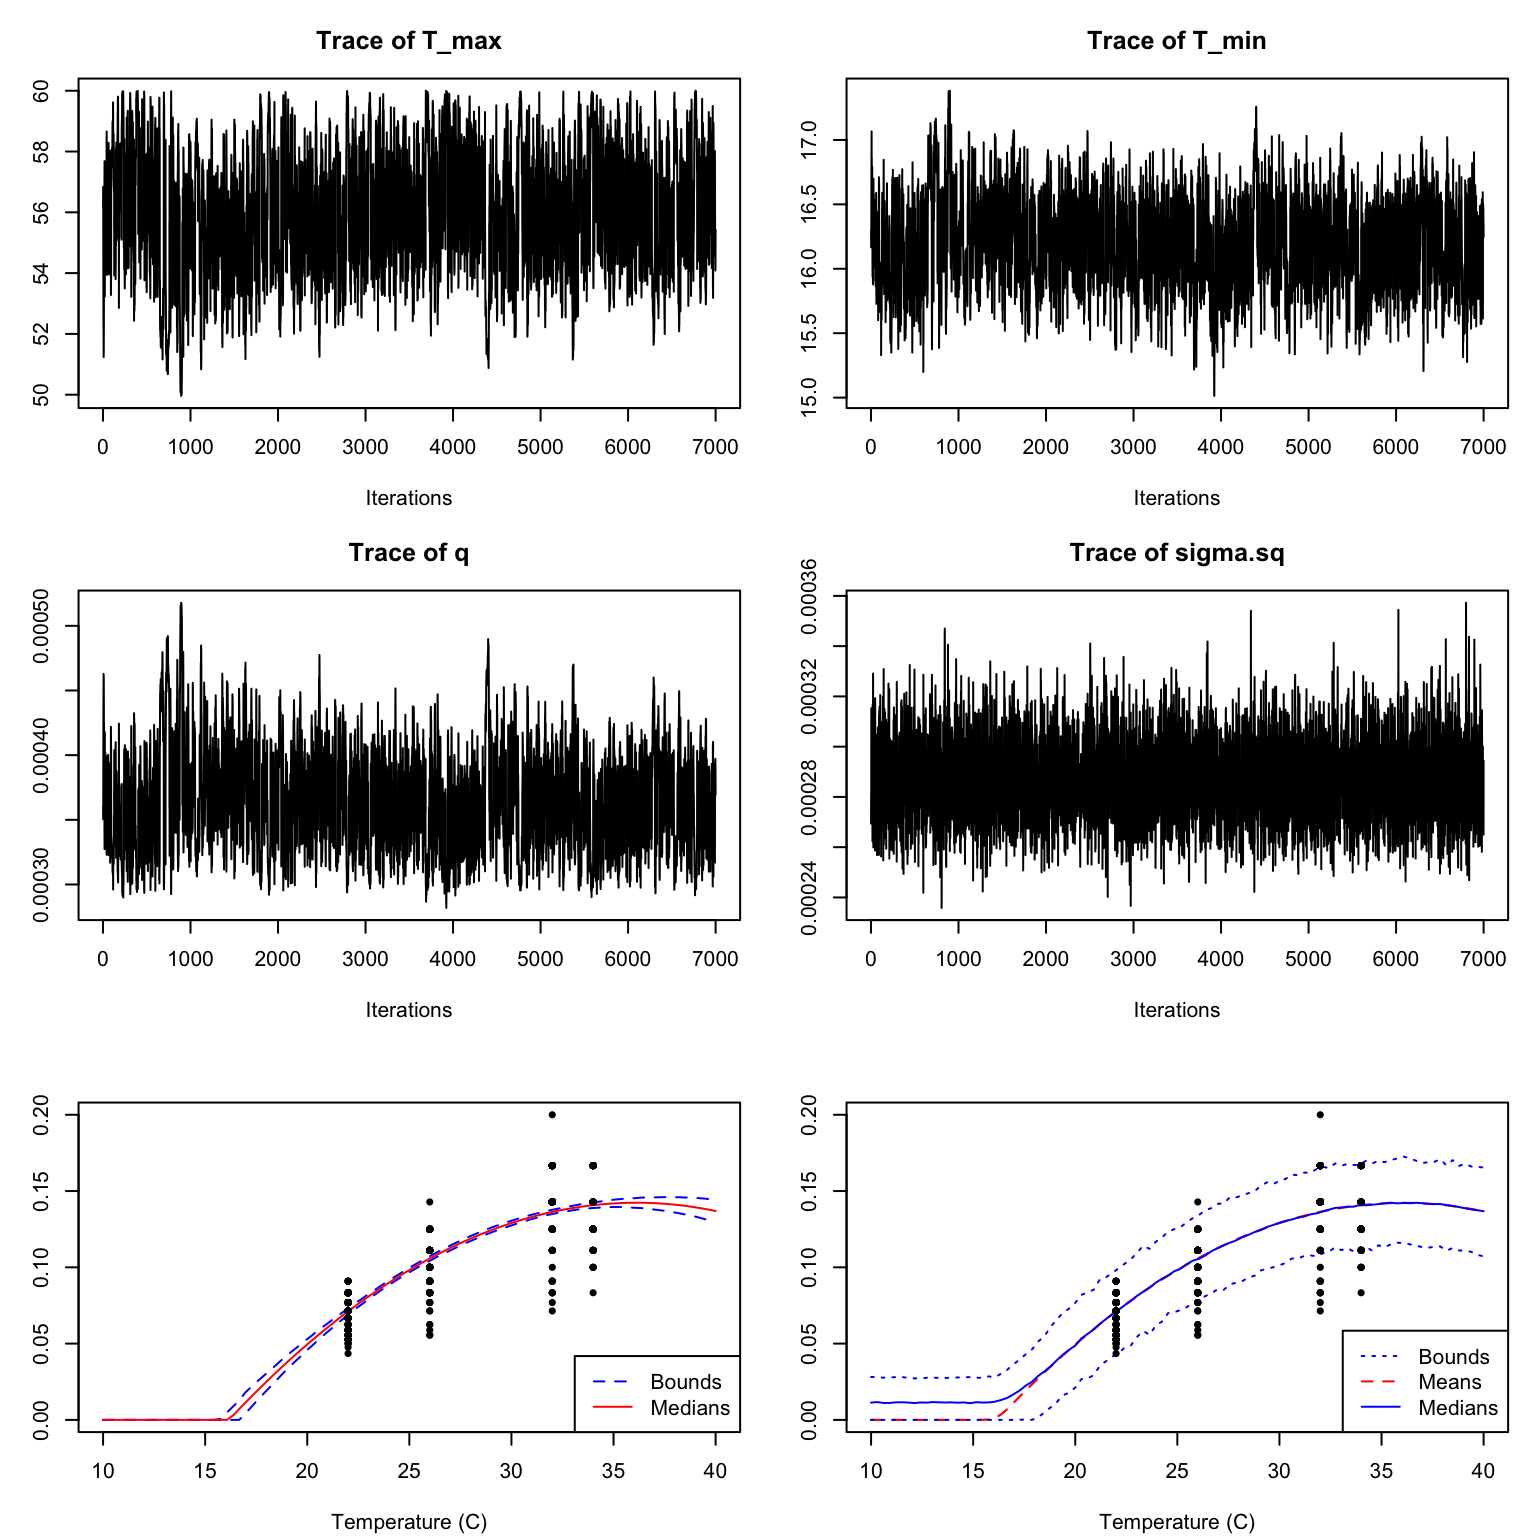 Trace of T_max
60
58
56
54
52
50
0 1000 2000 3000 4000 5000 6000 7000
Iterations
Trace of T_min
17.0
16.5
16.0
15.5
15.0
0 1000 2000 3000 4000 5000 6000 7000
Iterations
Trace of q
0.00050
0.00040
0.00030
0 1000 2000 3000 4000 5000 6000 7000
Iterations
Trace of sigma.sq
0.00036
0.00032
0.00028
0.00024
0 1000 2000 3000 4000 5000 6000 7000
Iterations
0.20
0.15
0.10
0.05
0.00
Bounds
Medians
10 15 20 25 30 35 40
Temperature (C)
0.20
0.15
0.10
0.05
0.00
Bounds
Means
Medians
10 15 20 25 30 35 40
Temperature (C)